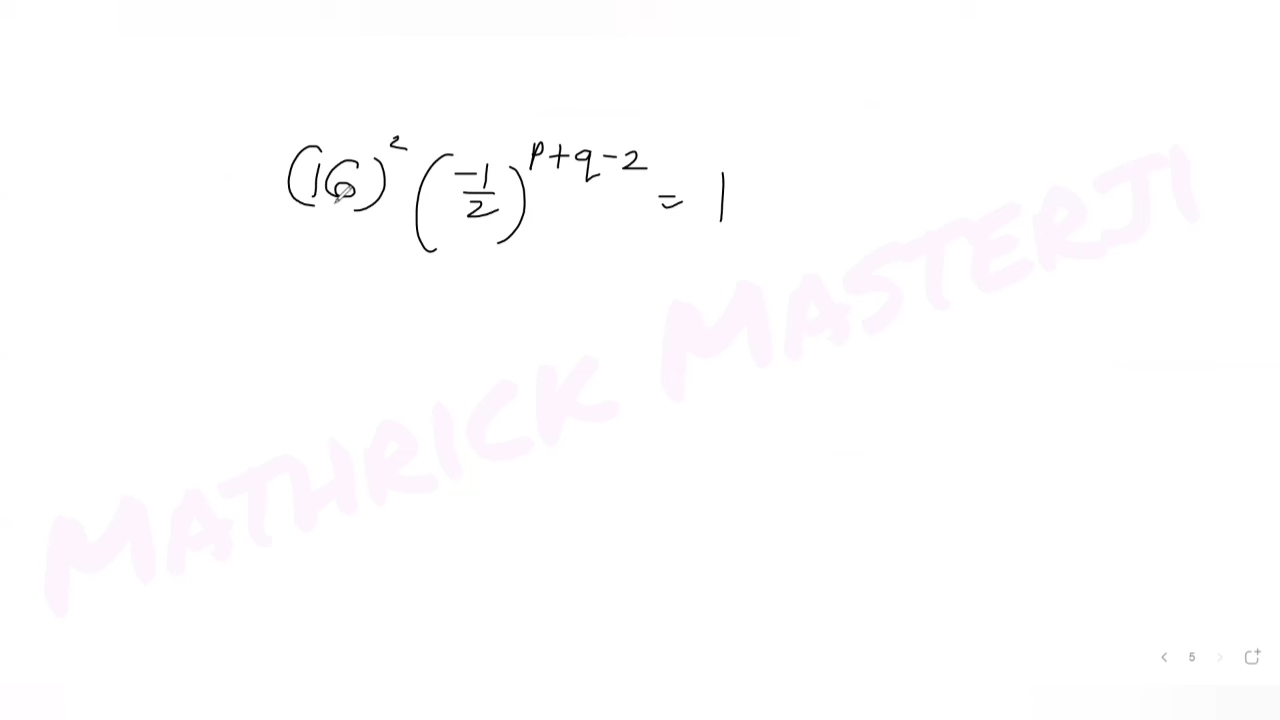 (16)² (-1/2)^(p+q-2) = 1
MATHRICK MASTERJI
< 5 >